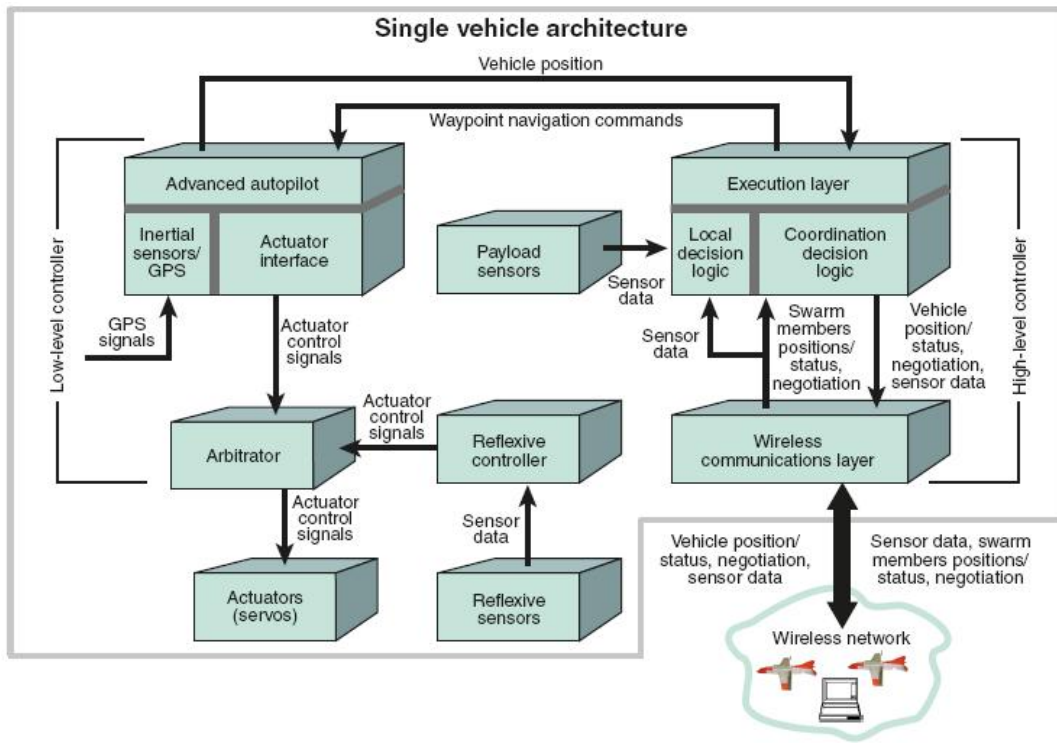 Single vehicle architecture
Vehicle position
Waypoint navigation commands
Low-level controller
Advanced autopilot
Inertial
sensors/
GPS
Actuator
interface
GPS
signals
Actuator
control
signals
Payload
sensors
Sensor
data
Execution layer
Local
decision
logic
Coordination
decision
logic
High-level controller
Sensor
data
Swarm
members
positions/
status,
negotiation
Vehicle
position/
status,
negotiation,
sensor data
Arbitrator
Actuator
control
signals
Reflexive
controller
Wireless
communications layer
Actuator
control
signals
Sensor
data
Actuators
(servos)
Reflexive
sensors
Vehicle position/
status, negotiation,
sensor data
Sensor data, swarm
members positions/
status, negotiation
Wireless network